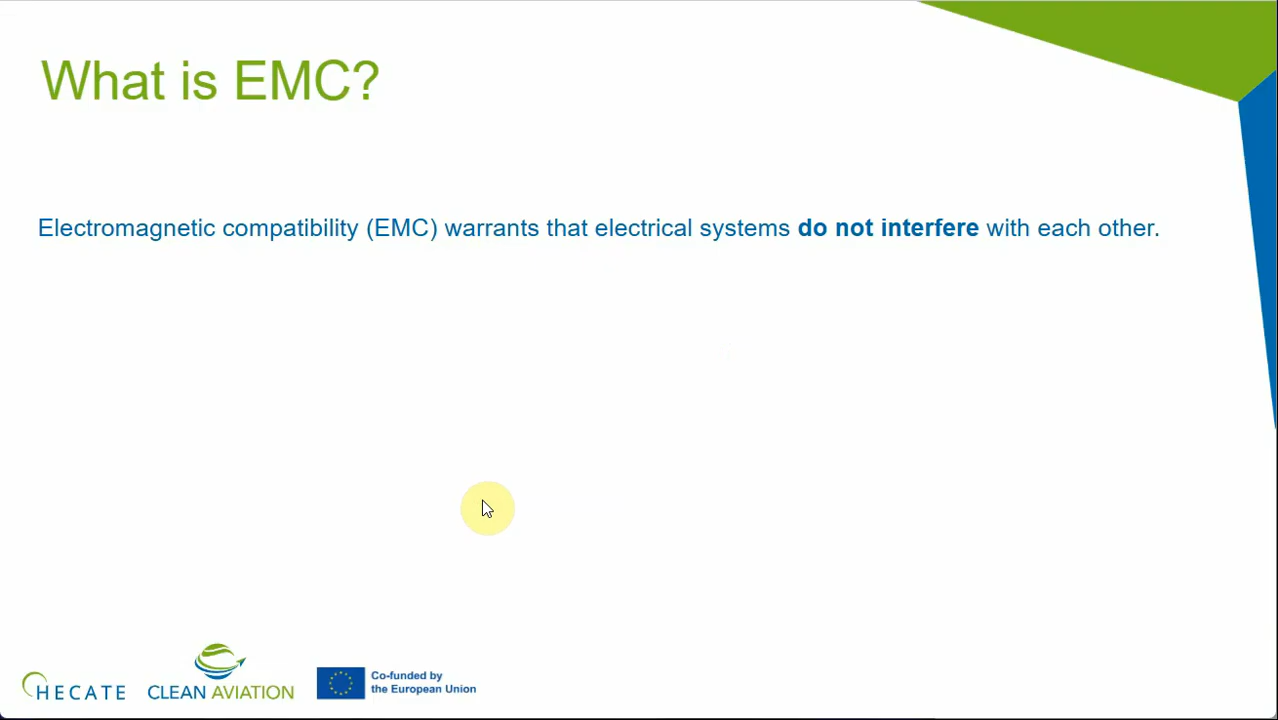 What is EMC?
Electromagnetic compatibility (EMC) warrants that electrical systems do not interfere with each other.
HECATE
CLEAN AVIATION
Co-funded by
the European Union